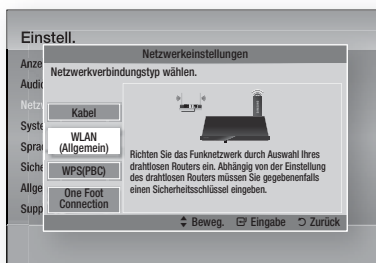 Einstell.
Netzwerkeinstellungen
Anze
Netzwerkverbindungstyp wählen.
Audi
Netz
Kabel
Syste
WLAN
(Allgemein)
Sprac
Richten Sie das Funknetzwerk durch Auswahl Ihres
drahtlosen Routers ein. Abhängig von der Einstellung
des drahtlosen Routers müssen Sie gegebenenfalls
einen Sicherheitsschlüssel eingeben.
Siche
WPS(PBC)
Allge
One Foot
Connection
Supp
Beweg. Eingabe Zurück